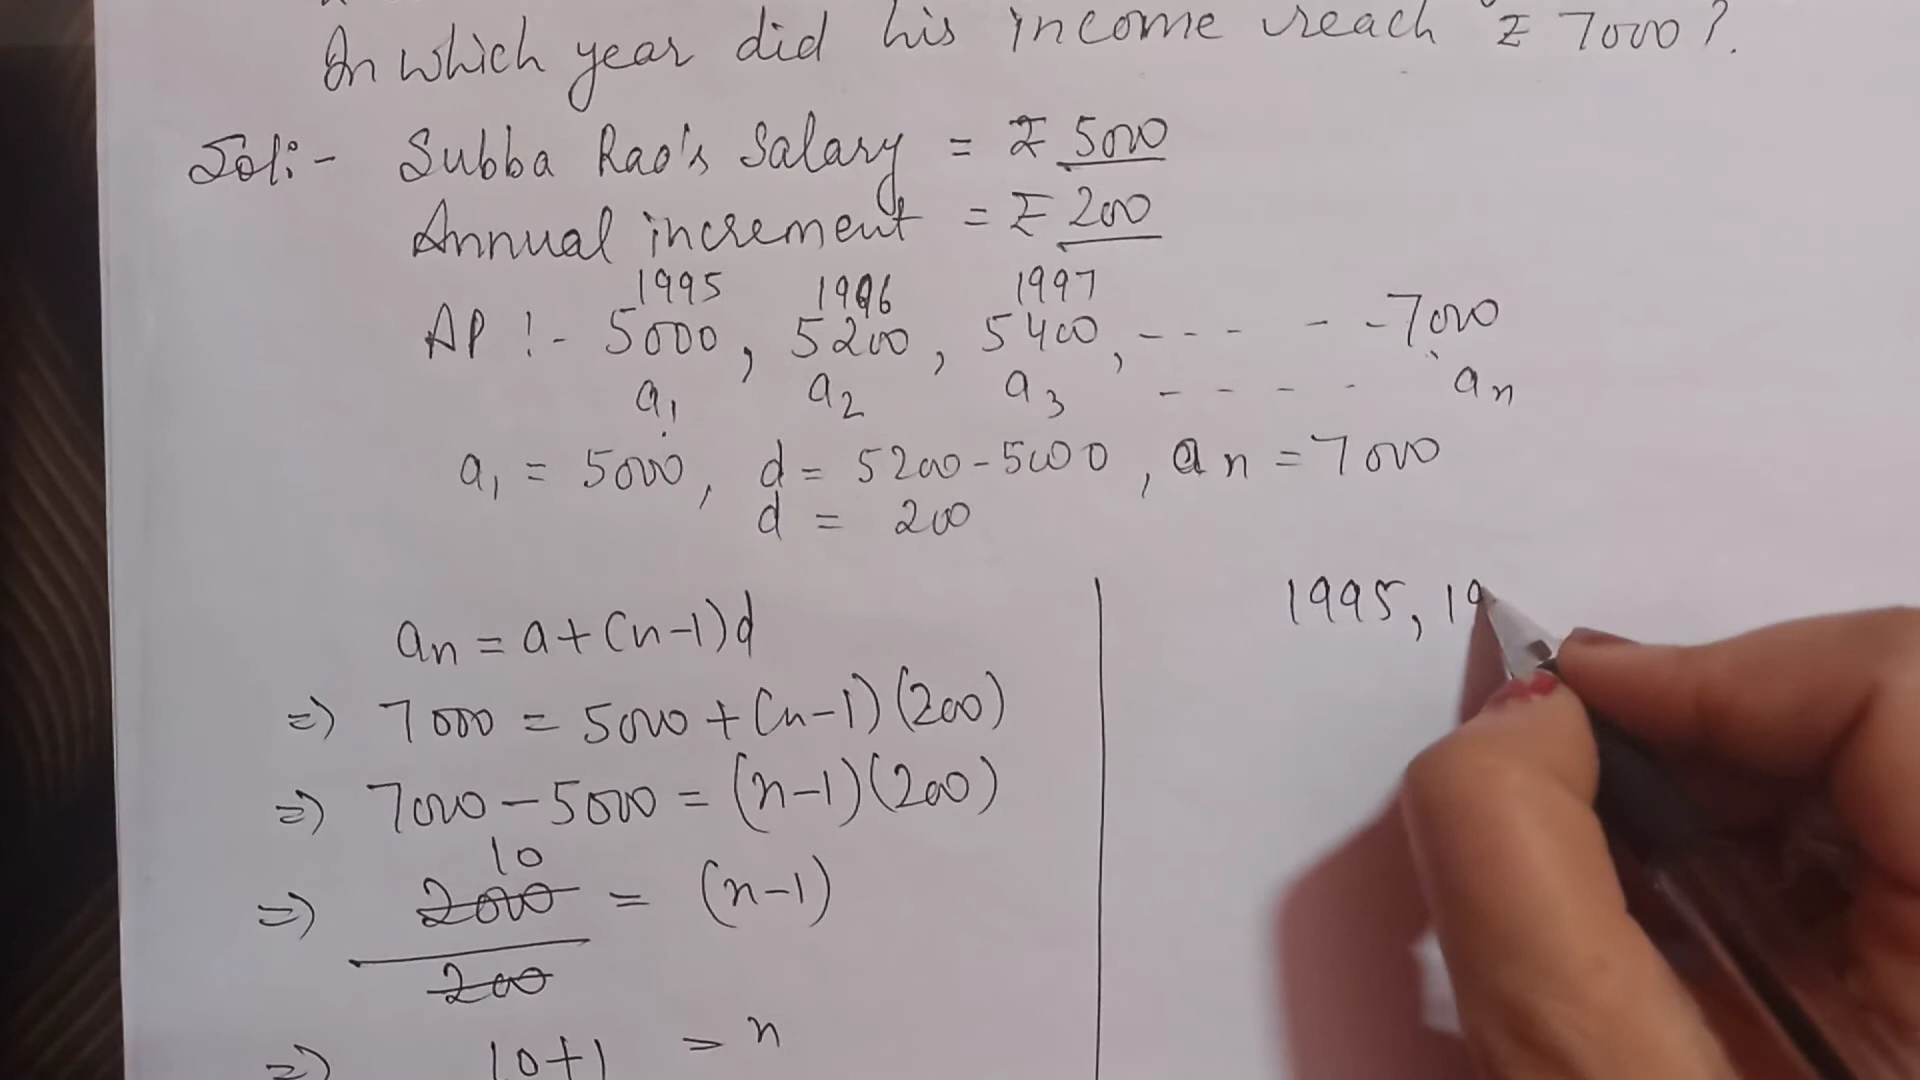 In which year did his income reach ₹ 7000?.
Sol:- Subba Rao's Salary = ₹ 5000
Annual increment = ₹ 200
1995 1996 1997
AP :- 5000, 5200, 5400, - - - - - 7000
a₁ a₂ a₃ - - - - aₙ
a₁ = 5000, d = 5200-5000, an = 7000
d = 200
an = a+(n-1)d
=> 7000 = 5000+(n-1)(200)
=> 7000-5000 = (n-1)(200)
10
=> 2000 = (n-1)
200
=> 10+1 = n
1995, 19